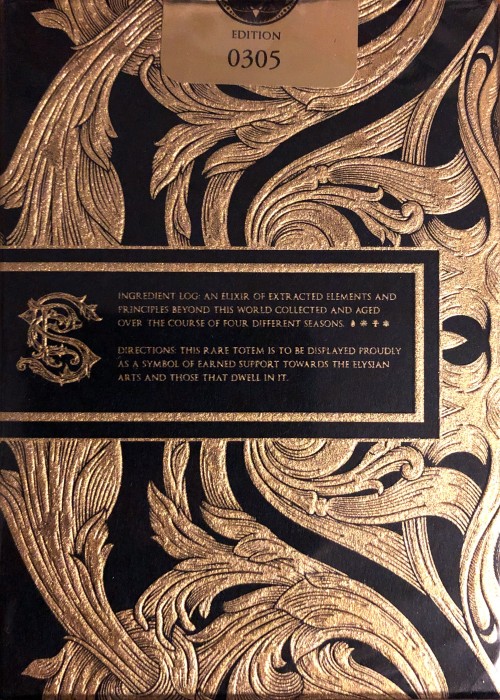 EDITION
0305
INGREDIENT LOG: AN ELIXIR OF EXTRACTED ELEMENTS AND
PRINCIPLES BEYOND THIS WORLD COLLECTED AND AGED
OVER THE COURSE OF FOUR DIFFERENT SEASONS.
DIRECTIONS: THIS RARE TOTEM IS TO BE DISPLAYED PROUDLY
AS A SYMBOL OF EARNED SUPPORT TOWARDS THE ELYSIAN
ARTS AND THOSE THAT DWELL IN IT.